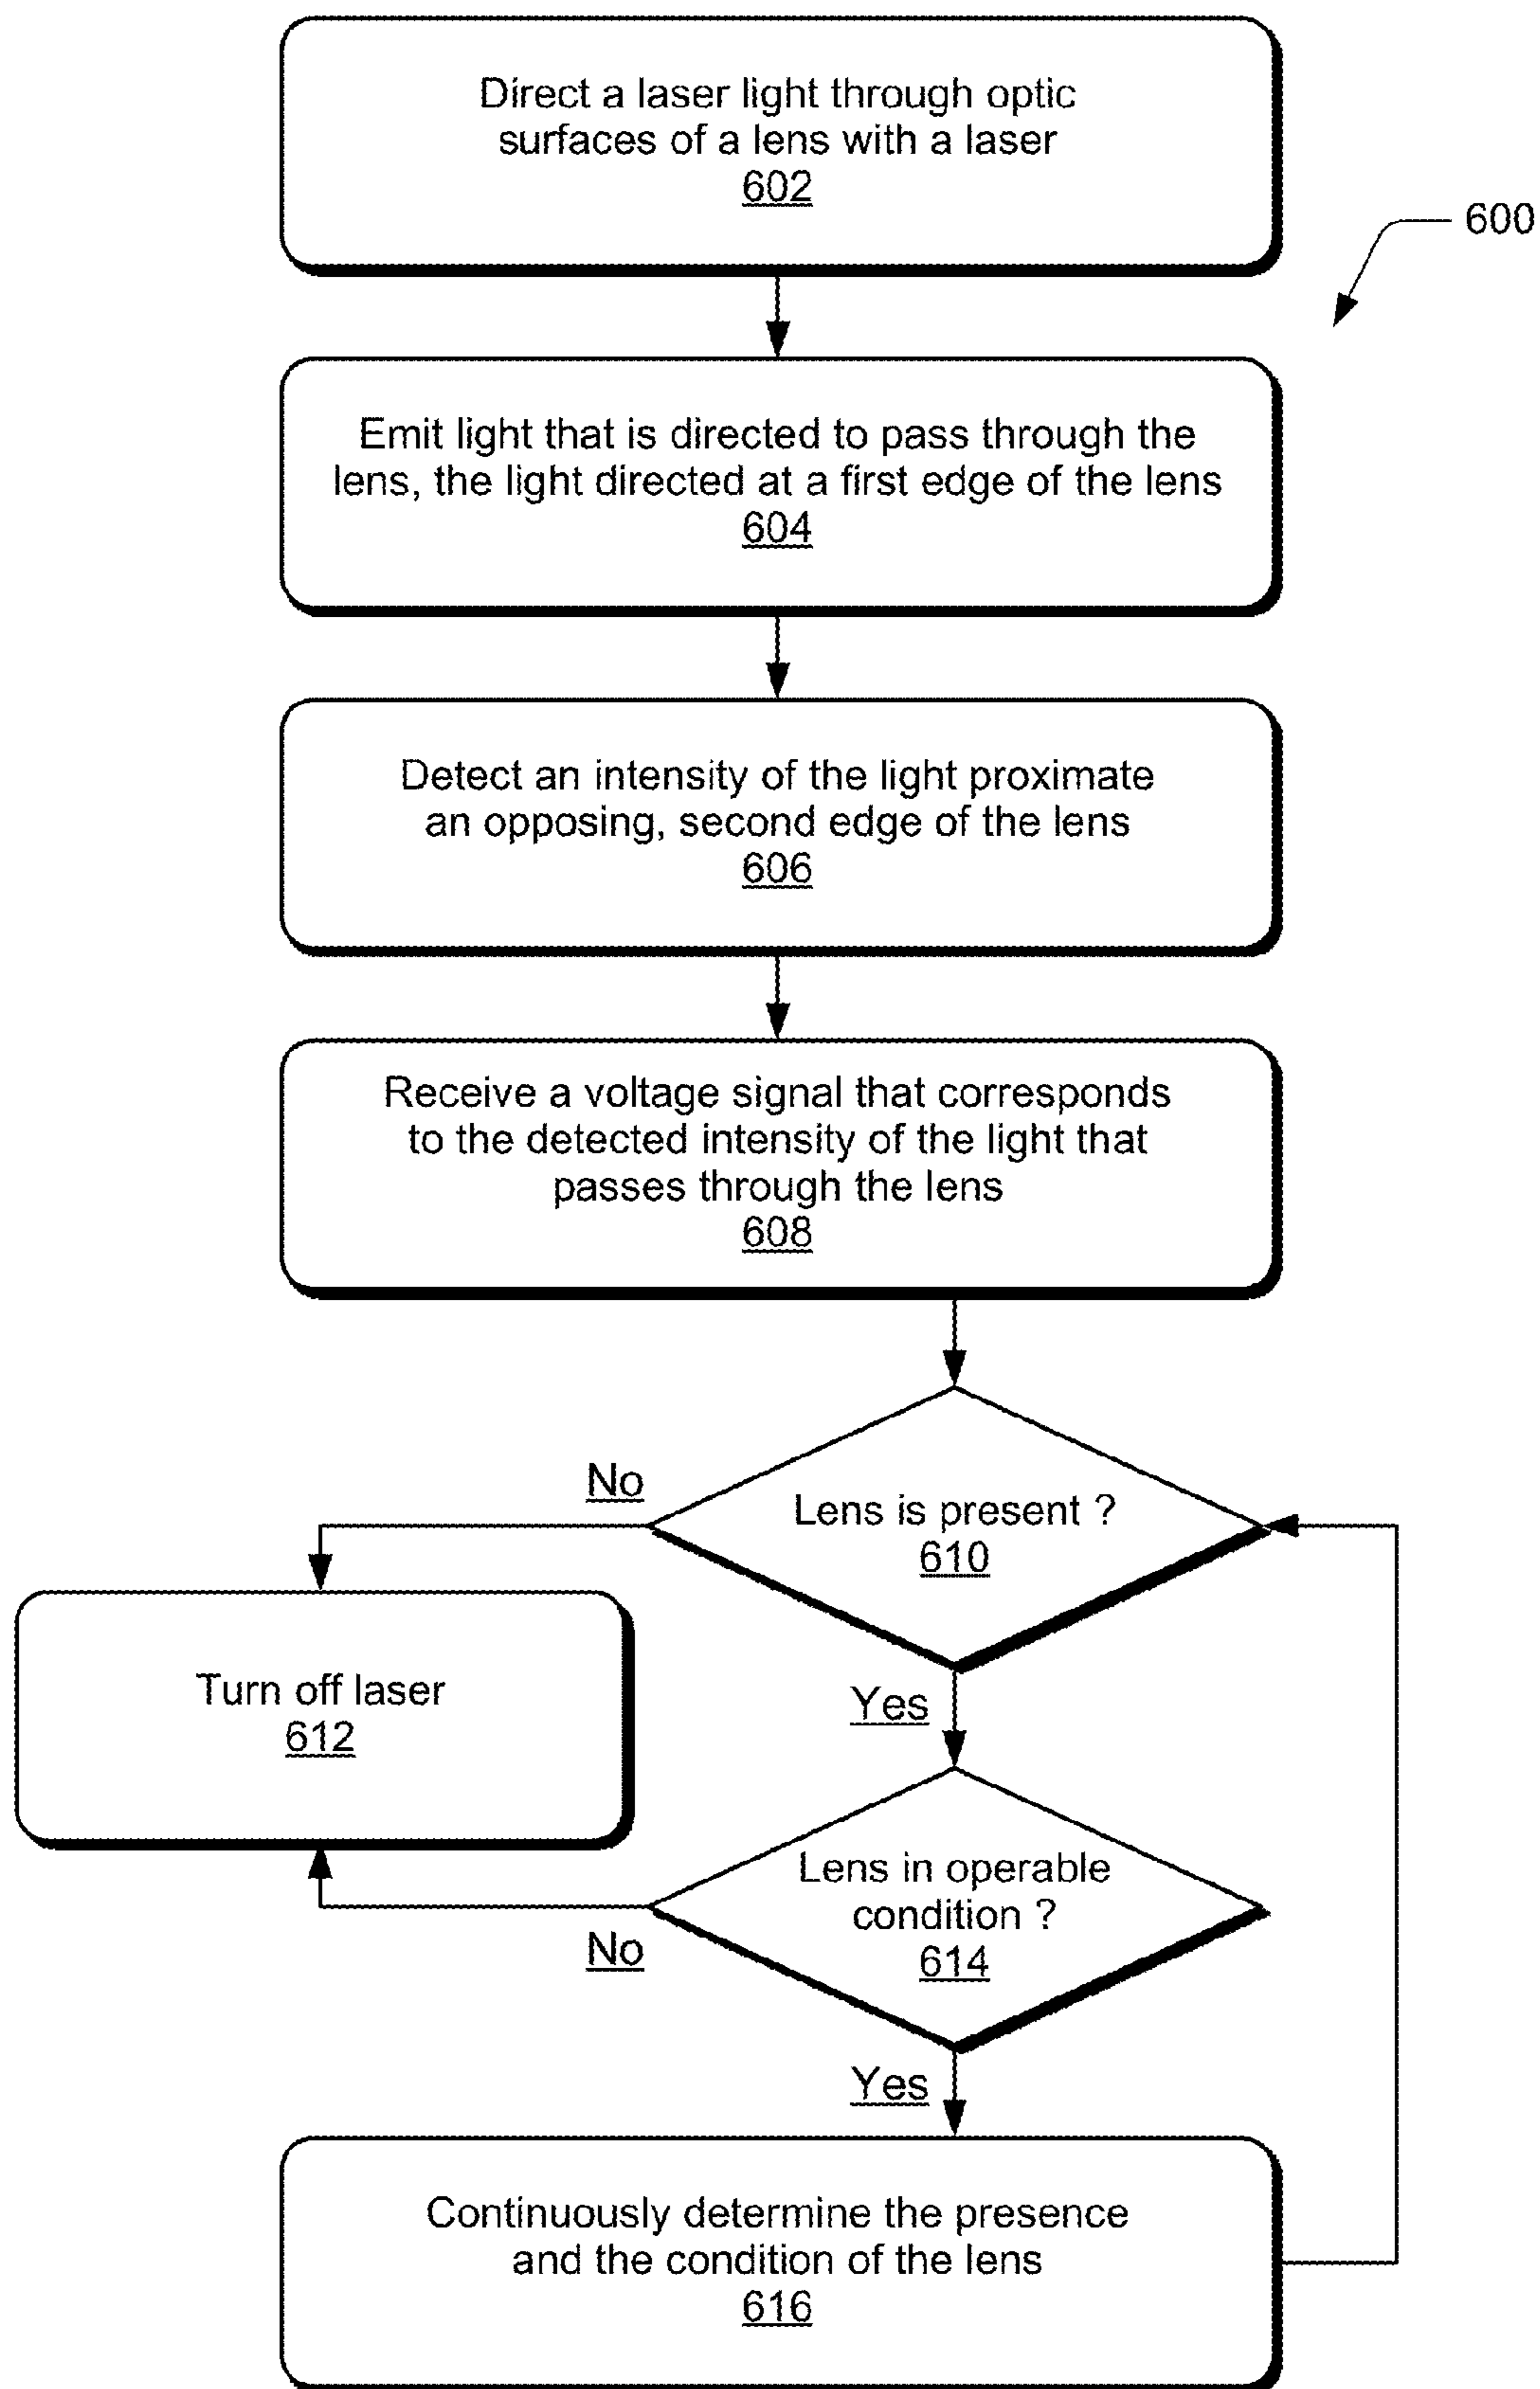 Direct a laser light through optic
surfaces of a lens with a laser
602
600
Emit light that is directed to pass through the
lens, the light directed at a first edge of the lens
604
Detect an intensity of the light proximate
an opposing, second edge of the lens
606
Receive a voltage signal that corresponds
to the detected intensity of the light that
passes through the lens
608
No
Lens is present ?
610
Turn off laser
612
Yes
Lens in operable
condition ?
614
No
Yes
Continuously determine the presence
and the condition of the lens
616